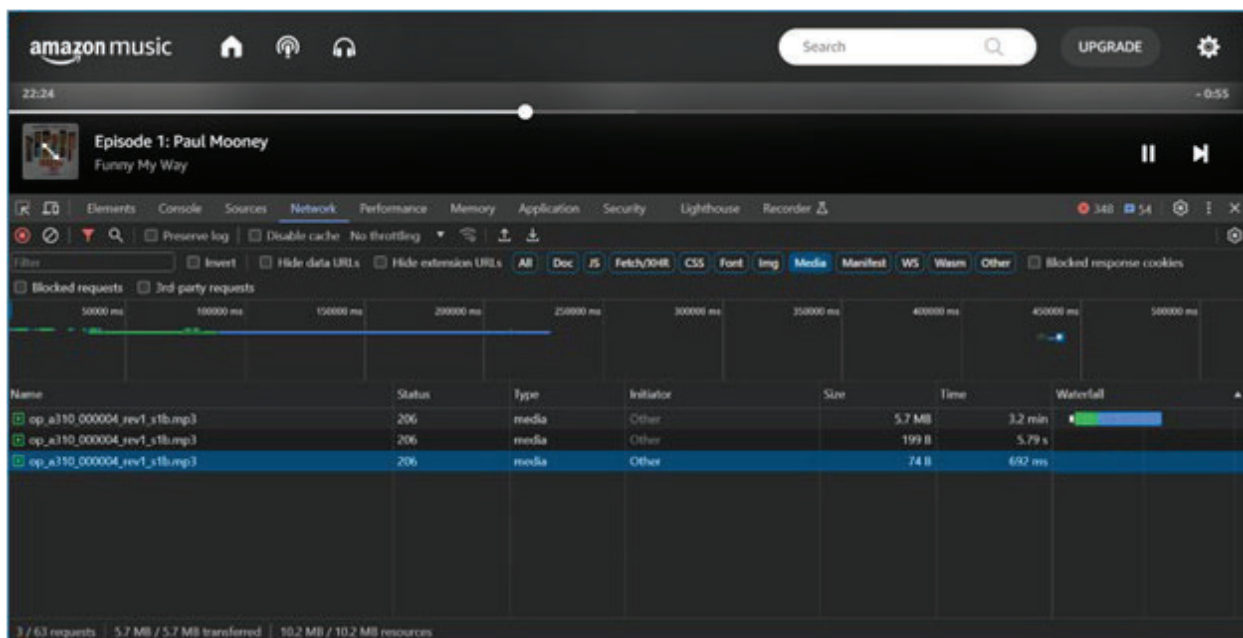 amazon music Search UPGRADE
22:24 - 0:55
Episode 1: Paul Mooney
Funny My Way
Elements Console Sources Network Performance Memory Application Security Lighthouse Recorder 348 54
Preserve log Disable cache No throttling
Filter Invert Hide data URLs Hide extension URLs All Doc JS Fetch/XHR CSS Font Img Media Manifest WS Wasm Other Blocked response cookies
Blocked requests 3rd-party requests
50000 ms 100000 ms 150000 ms 200000 ms 250000 ms 300000 ms 350000 ms 400000 ms 450000 ms 500000 ms
Name Status Type Initiator Size Time Waterfall
op_a310_000004_rev1_s1b.mp3 206 media Other 5.7 MB 3.2 min
op_a310_000004_rev1_s1b.mp3 206 media Other 199 B 5.79 s
op_a310_000004_rev1_s1b.mp3 206 media Other 74 B 692 ms
3 / 63 requests 5.7 MB / 5.7 MB transferred 10.2 MB / 10.2 MB resources